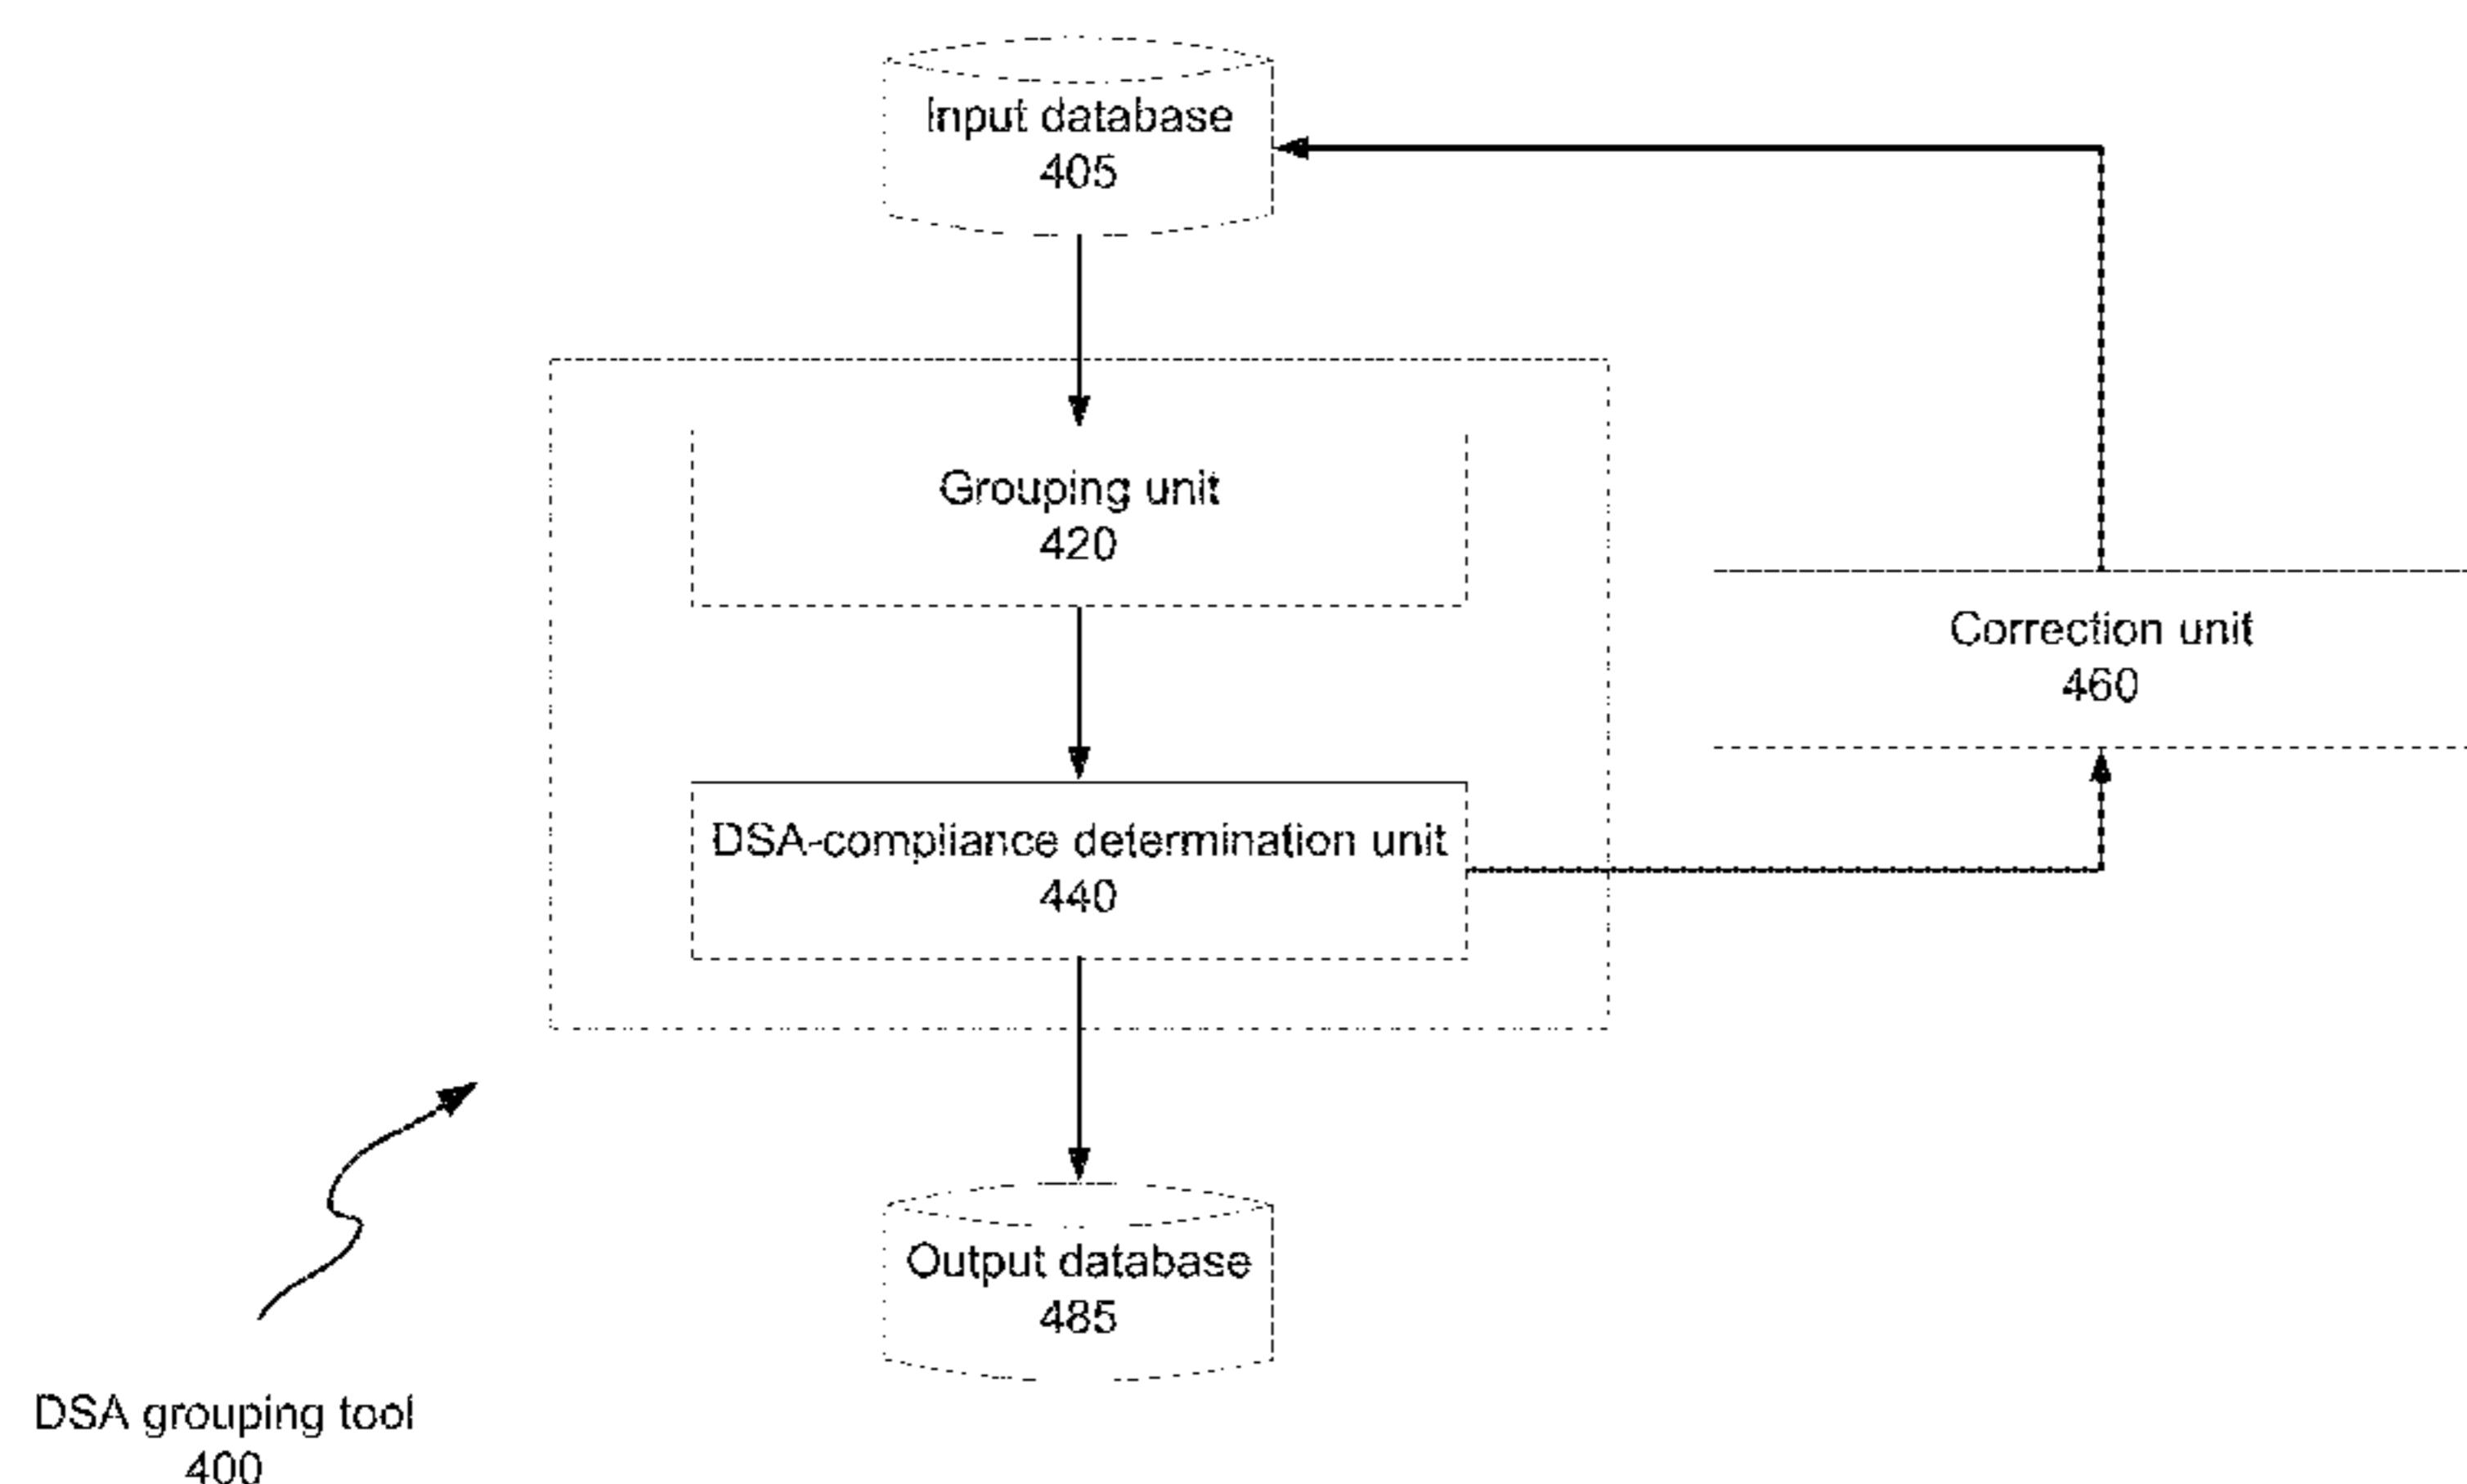 Input database
405
Grouping unit
420
Correction unit
460
DSA-compliance determination unit
440
Output database
485
DSA grouping tool
400